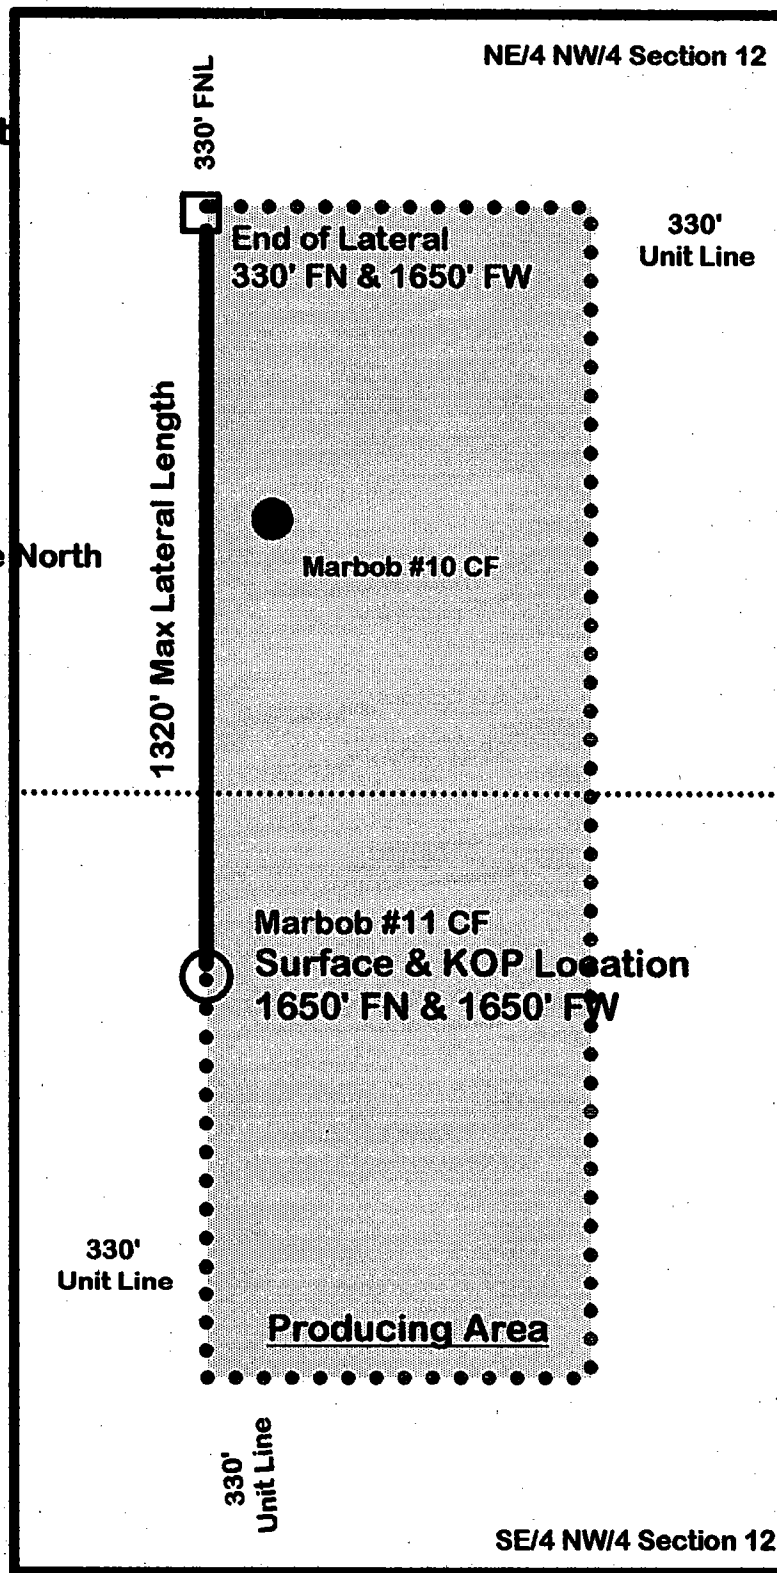 NE/4 NW/4 Section 12
330' FNL
End of Lateral
330' FN & 1650' FW
330'
Unit Line
1320' Max Lateral Length
North
Marbob #10 CF
Marbob #11 CF
Surface & KOP Location
1650' FN & 1650' FW
330'
Unit Line
Producing Area
330'
Unit Line
SE/4 NW/4 Section 12